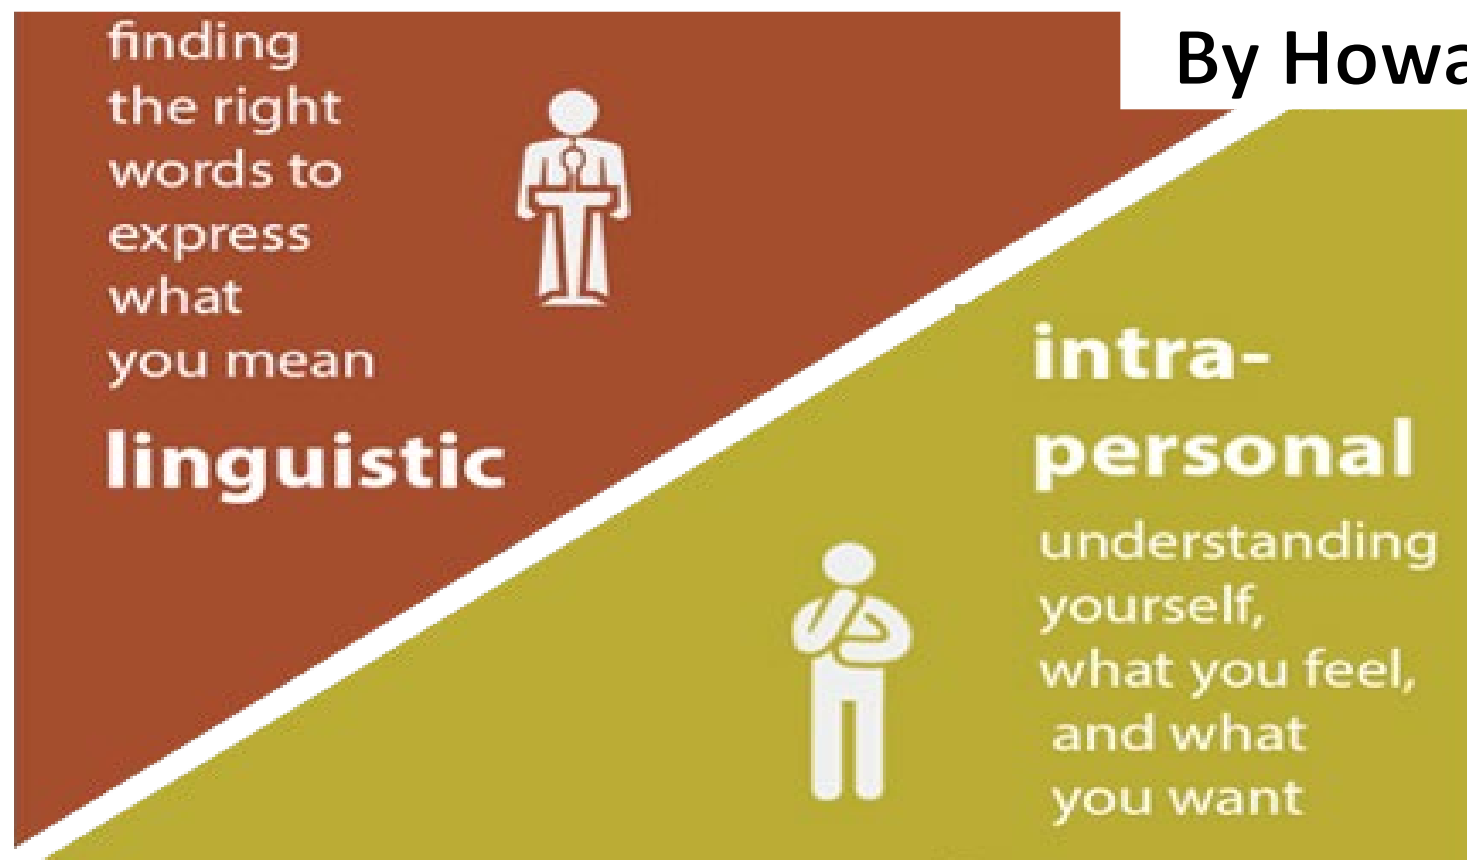 finding
the right
words to
express
what
you mean
linguistic
By Howa
intra-
personal
understanding
yourself,
what you feel,
and what
you want